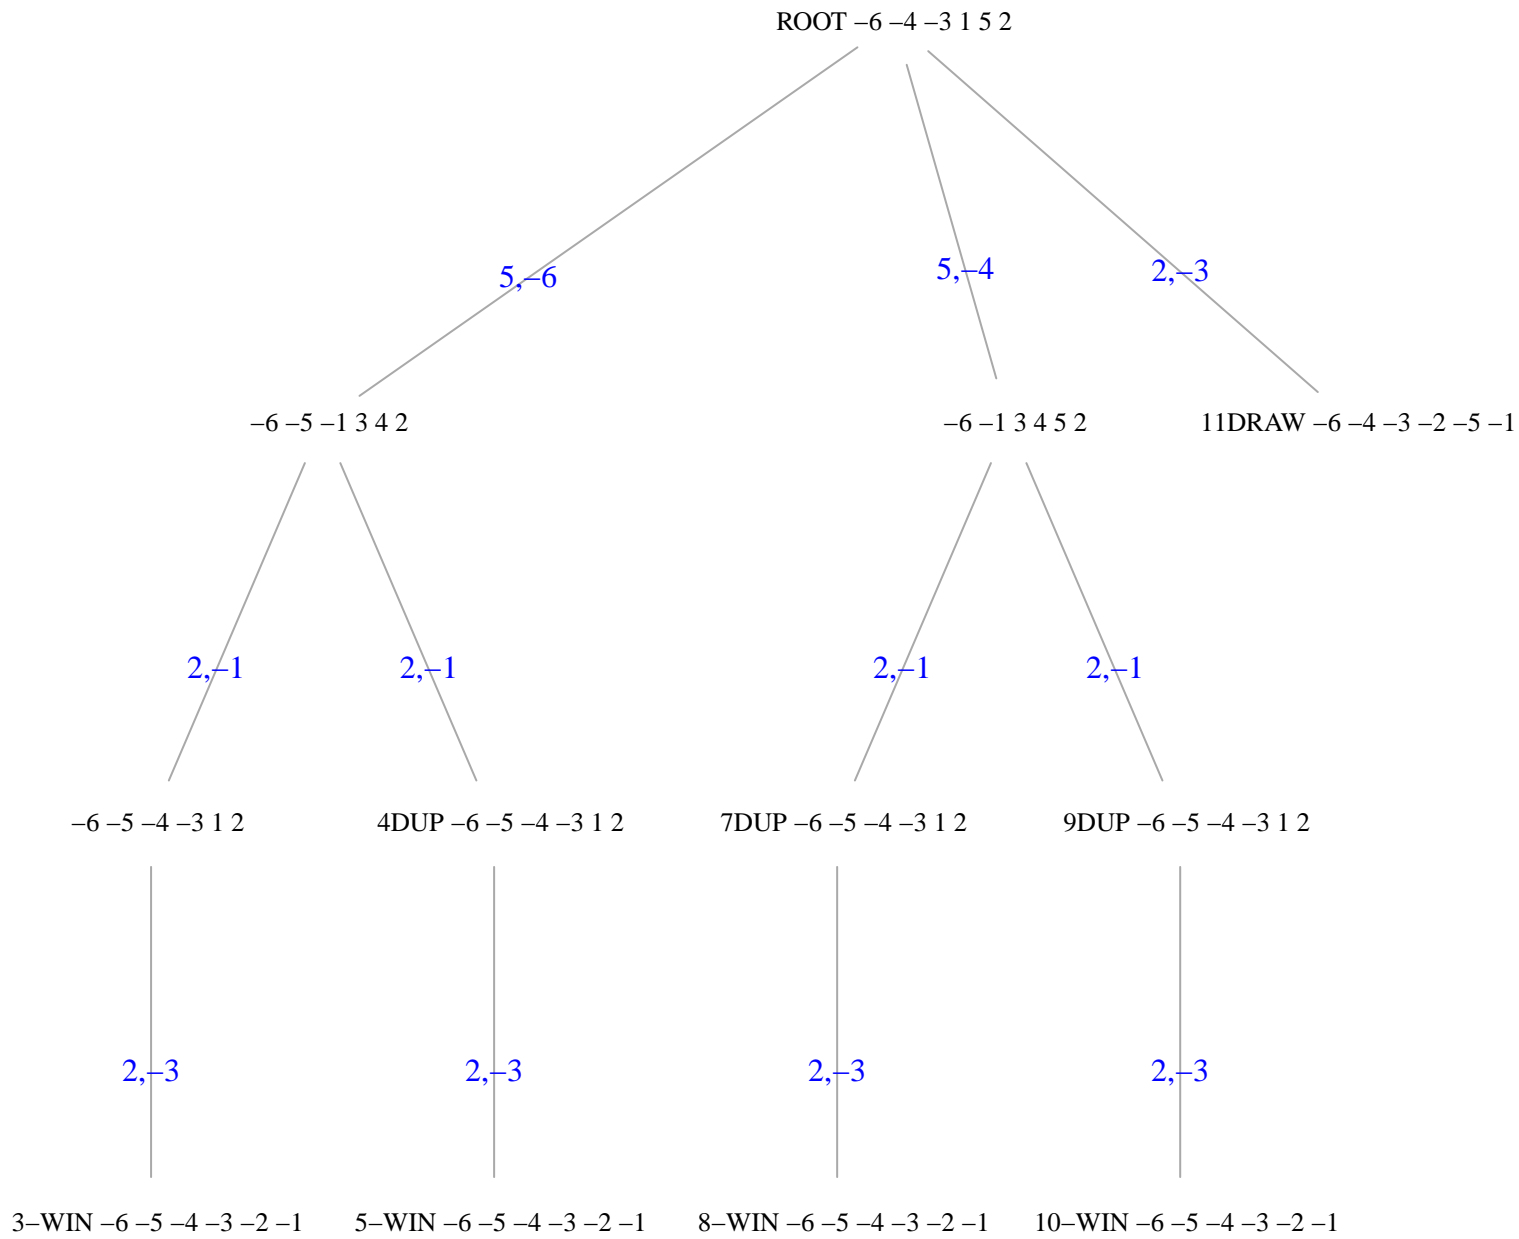 ROOT –6 –4 –3 1 5 2
5,–6
5,–4
2,–3
–6 –5 –1 3 4 2
–6 –1 3 4 5 2
11DRAW –6 –4 –3 –2 –5 –1
2,–1
2,–1
2,–1
2,–1
–6 –5 –4 –3 1 2
4DUP –6 –5 –4 –3 1 2
7DUP –6 –5 –4 –3 1 2
9DUP –6 –5 –4 –3 1 2
2,–3
2,–3
2,–3
2,–3
3–WIN –6 –5 –4 –3 –2 –1
5–WIN –6 –5 –4 –3 –2 –1
8–WIN –6 –5 –4 –3 –2 –1
10–WIN –6 –5 –4 –3 –2 –1